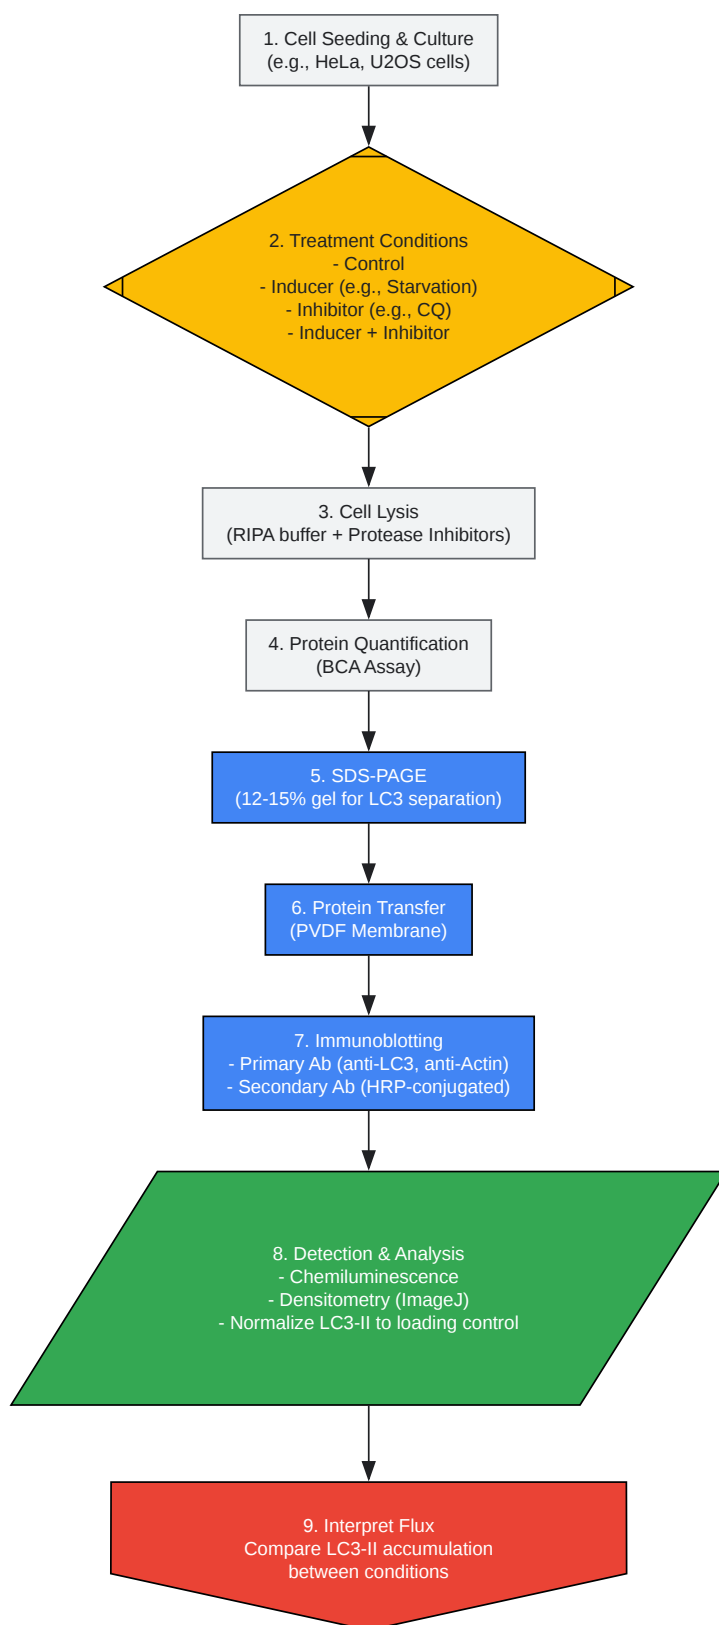 1. Cell Seeding & Culture
(e.g., HeLa, U2OS cells)
2. Treatment Conditions
- Control
- Inducer (e.g., Starvation)
- Inhibitor (e.g., CQ)
- Inducer + Inhibitor
3. Cell Lysis
(RIPA buffer + Protease Inhibitors)
4. Protein Quantification
(BCA Assay)
5. SDS-PAGE
(12-15% gel for LC3 separation)
6. Protein Transfer
(PVDF Membrane)
7. Immunoblotting
- Primary Ab (anti-LC3, anti-Actin)
- Secondary Ab (HRP-conjugated)
8. Detection & Analysis
- Chemiluminescence
- Densitometry (ImageJ)
- Normalize LC3-II to loading control
9. Interpret Flux
Compare LC3-II accumulation
between conditions